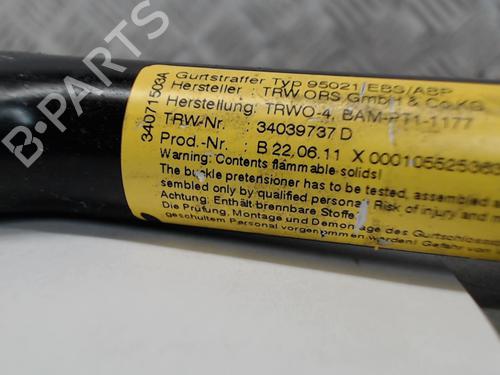 34071503A
Gurtstraffer Typ 95021/EBS/ABP
Hersteller : TRW ORS GmbH & Co.KG
Herstellung: TRWO-4, BAM-PT1-1177
TRW-Nr. 34039737 D
Prod.-Nr.: B 22.06.11 X 0001055253
Warning: Contents flammable solids!
The buckle pretensioner has to be tested, assembled
sembled only by qualified personal. Risk of injury and
Achtung: Enthält brennbare Stoffe.
Die Prüfung, Montage und Demontage des Gurtschloss
geschultem Personal vorgenommen werden! Gefahr von
B-PARTS